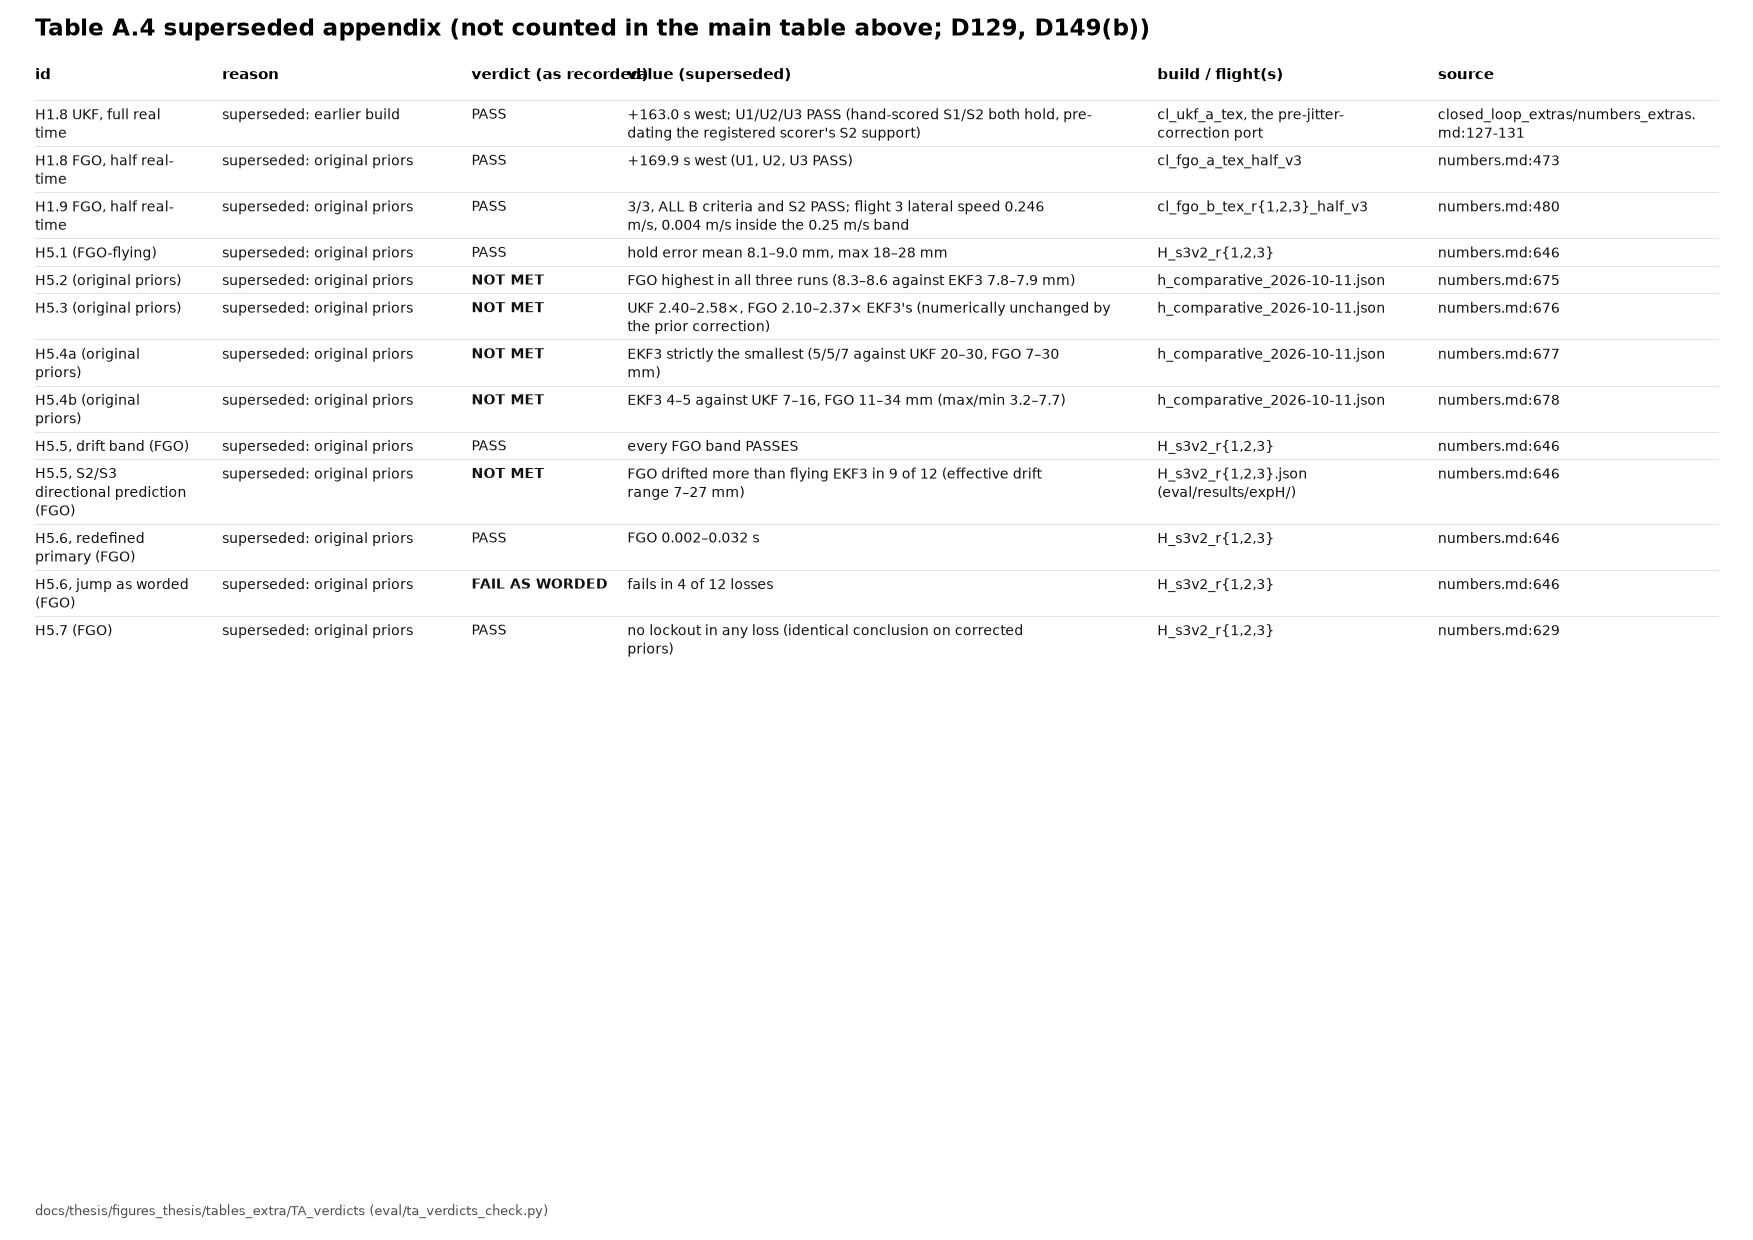 Table A.4 superseded appendix (not counted in the main table above; D129, D149(b))
id reason verdict (as recorded) value (superseded) build / flight(s) source
H1.8 UKF, full real superseded: earlier build PASS +163.0 s west; U1/U2/U3 PASS (hand-scored S1/S2 both hold, pre- cl_ukf_a_tex, the pre-jitter- closed_loop_extras/numbers_extras.
time dating the registered scorer's S2 support) correction port md:127-131
H1.8 FGO, half real- superseded: original priors PASS +169.9 s west (U1, U2, U3 PASS) cl_fgo_a_tex_half_v3 numbers.md:473
time
H1.9 FGO, half real- superseded: original priors PASS 3/3, ALL B criteria and S2 PASS; flight 3 lateral speed 0.246 cl_fgo_b_tex_r{1,2,3}_half_v3 numbers.md:480
time m/s, 0.004 m/s inside the 0.25 m/s band
H5.1 (FGO-flying) superseded: original priors PASS hold error mean 8.1–9.0 mm, max 18–28 mm H_s3v2_r{1,2,3} numbers.md:646
H5.2 (original priors) superseded: original priors NOT MET FGO highest in all three runs (8.3–8.6 against EKF3 7.8–7.9 mm) h_comparative_2026-10-11.json numbers.md:675
H5.3 (original priors) superseded: original priors NOT MET UKF 2.40–2.58×, FGO 2.10–2.37× EKF3's (numerically unchanged by h_comparative_2026-10-11.json numbers.md:676
the prior correction)
H5.4a (original superseded: original priors NOT MET EKF3 strictly the smallest (5/5/7 against UKF 20–30, FGO 7–30 h_comparative_2026-10-11.json numbers.md:677
priors) mm)
H5.4b (original superseded: original priors NOT MET EKF3 4–5 against UKF 7–16, FGO 11–34 mm (max/min 3.2–7.7) h_comparative_2026-10-11.json numbers.md:678
priors)
H5.5, drift band (FGO) superseded: original priors PASS every FGO band PASSES H_s3v2_r{1,2,3} numbers.md:646
H5.5, S2/S3 superseded: original priors NOT MET FGO drifted more than flying EKF3 in 9 of 12 (effective drift H_s3v2_r{1,2,3}.json numbers.md:646
directional prediction range 7–27 mm) (eval/results/expH/)
(FGO)
H5.6, redefined superseded: original priors PASS FGO 0.002–0.032 s H_s3v2_r{1,2,3} numbers.md:646
primary (FGO)
H5.6, jump as worded superseded: original priors FAIL AS WORDED fails in 4 of 12 losses H_s3v2_r{1,2,3} numbers.md:646
(FGO)
H5.7 (FGO) superseded: original priors PASS no lockout in any loss (identical conclusion on corrected H_s3v2_r{1,2,3} numbers.md:629
priors)
docs/thesis/figures_thesis/tables_extra/TA_verdicts (eval/ta_verdicts_check.py)